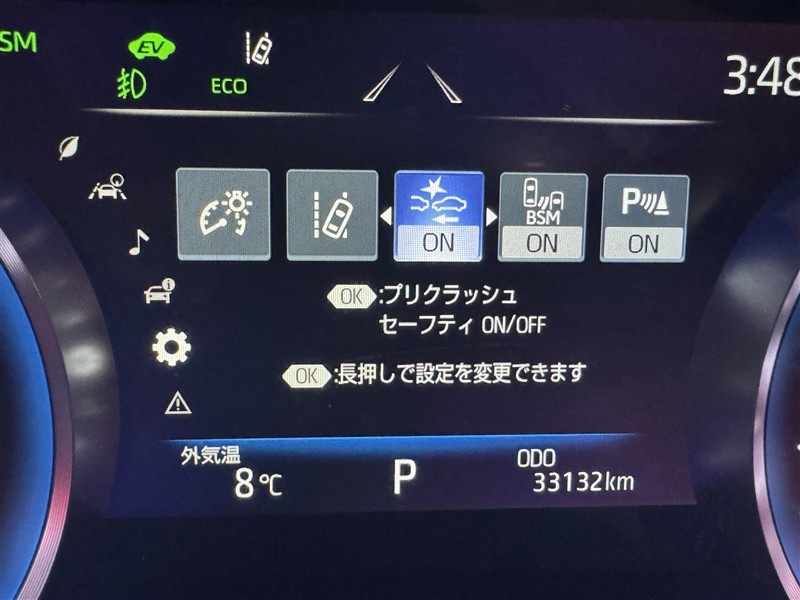 BSM
EV
ECO
3:48
ON
BSM
ON
P
ON
OK:プリクラッシュ
セーフティ ON/OFF
OK:長押しで設定を変更できます
外気温
8℃
P
ODO
33132km